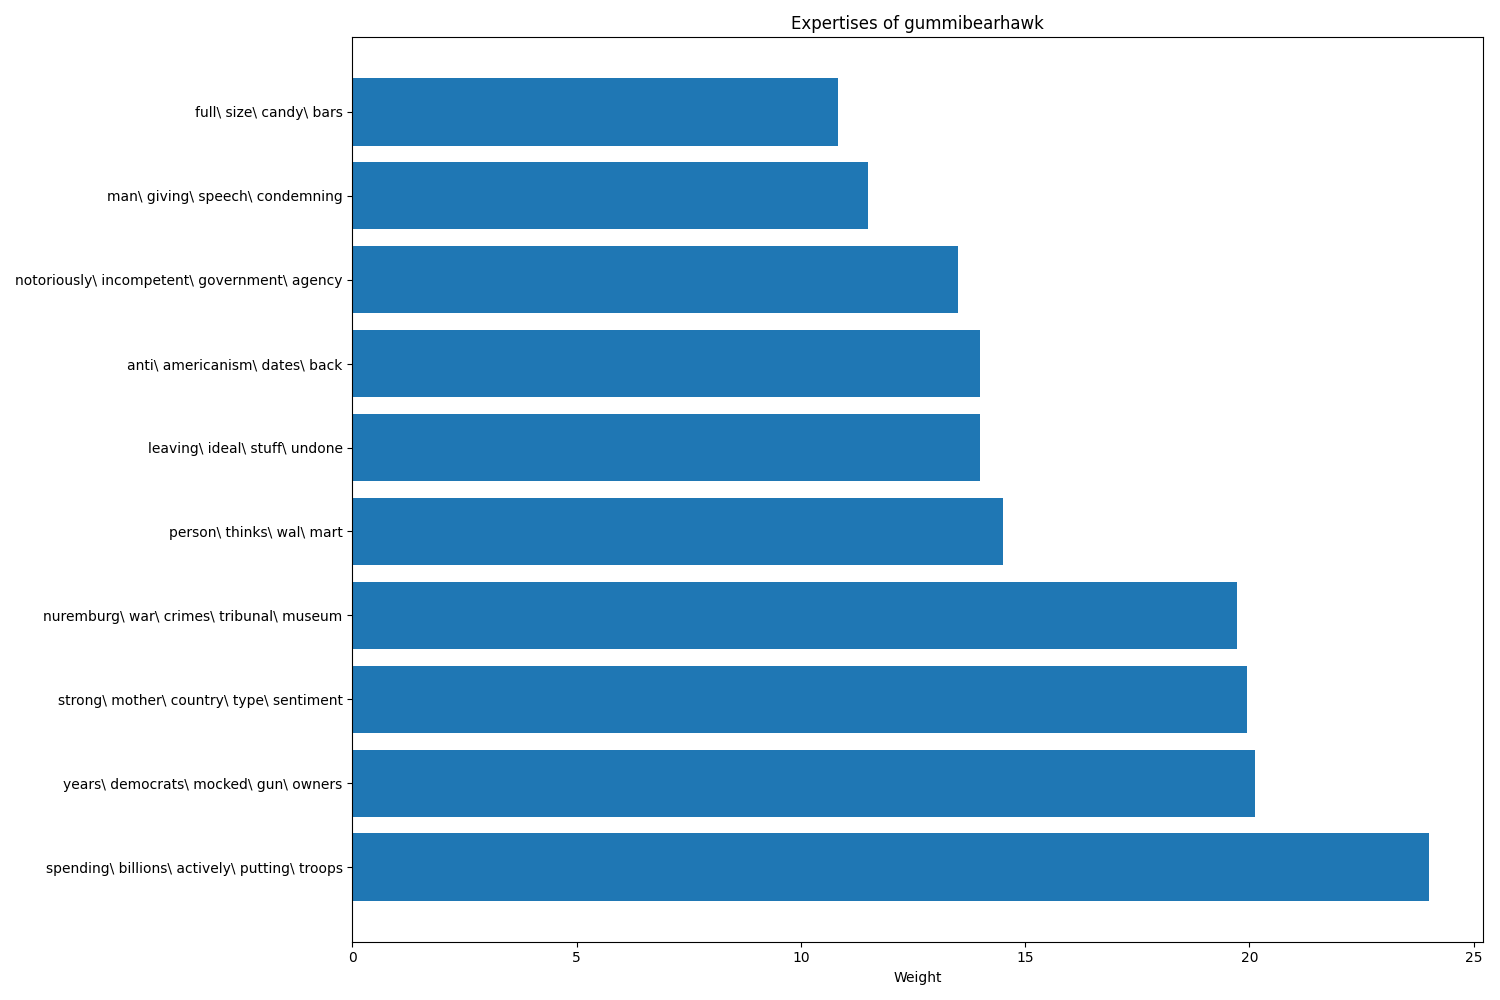 Expertises of gummibearhawk
full\ size\ candy\ bars
man\ giving\ speech\ condemning
notoriously\ incompetent\ government\ agency
anti\ americanism\ dates\ back
leaving\ ideal\ stuff\ undone
person\ thinks\ wal\ mart
nuremburg\ war\ crimes\ tribunal\ museum
strong\ mother\ country\ type\ sentiment
years\ democrats\ mocked\ gun\ owners
spending\ billions\ actively\ putting\ troops
0 5 10 15 20 25
Weight